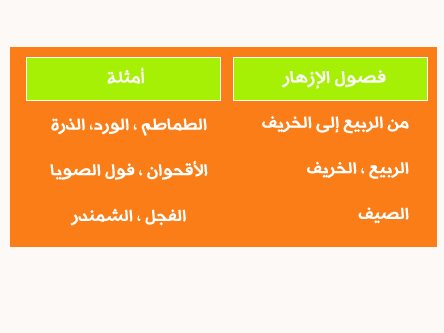 فصول الإزهار
أمثلة
من الربيع إلى الخريف
الطماطم ، الورد، الذرة
الربيع ، الخريف
الأقحوان ، فول الصويا
الصيف
الفجل ، الشمندر